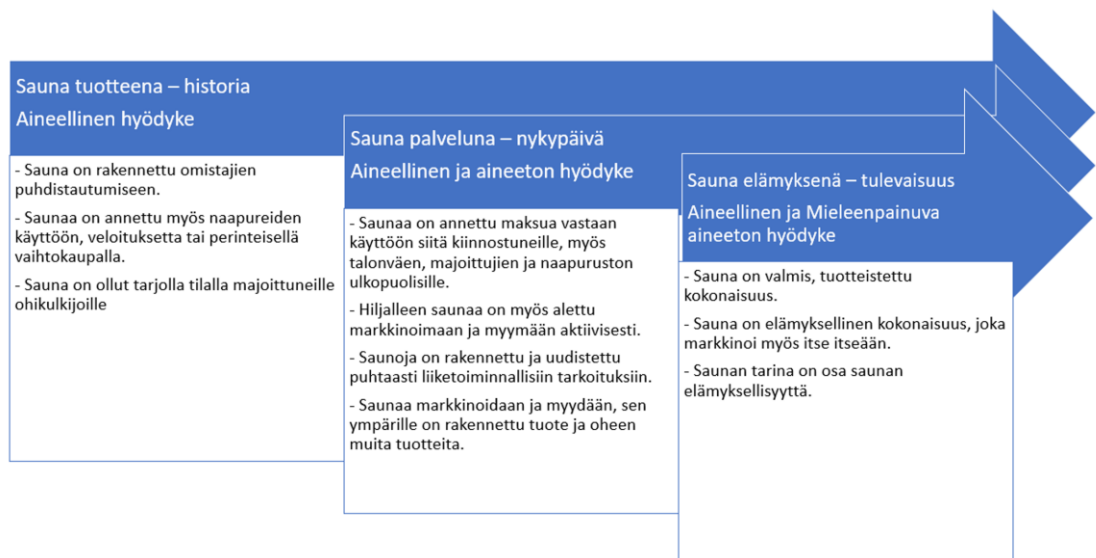 Sauna tuotteena – historia
Aineellinen hyödyke
- Sauna on rakennettu omistajien
puhdistautumiseen.
- Saunaa on annettu myös naapureiden
käyttöön, veloituksetta tai perinteisellä
vaihtokaupalla.
- Sauna on ollut tarjolla tilalla majoittuneille
ohikulkijoille
Sauna palveluna – nykypäivä
Aineellinen ja aineeton hyödyke
- Saunaa on annettu maksua vastaan
käyttöön siitä kiinnostuneille, myös
talonväen, majoittujien ja naapuruston
ulkopuolisille.
- Hiljalleen saunaa on myös alettu
markkinoimaan ja myymään aktiivisesti.
- Saunoja on rakennettu ja uudistettu
puhtaasti liiketoiminnallisiin tarkoituksiin.
- Saunaa markkinoidaan ja myydään, sen
ympärille on rakennettu tuote ja oheen
muita tuotteita.
Sauna elämyksenä – tulevaisuus
Aineellinen ja Mieleenpainuva
aineeton hyödyke
- Sauna on valmis, tuotteistettu
kokonaisuus.
- Sauna on elämyksellinen kokonaisuus, joka
markkinoi myös itse itseään.
- Saunan tarina on osa saunan
elämyksellisyyttä.